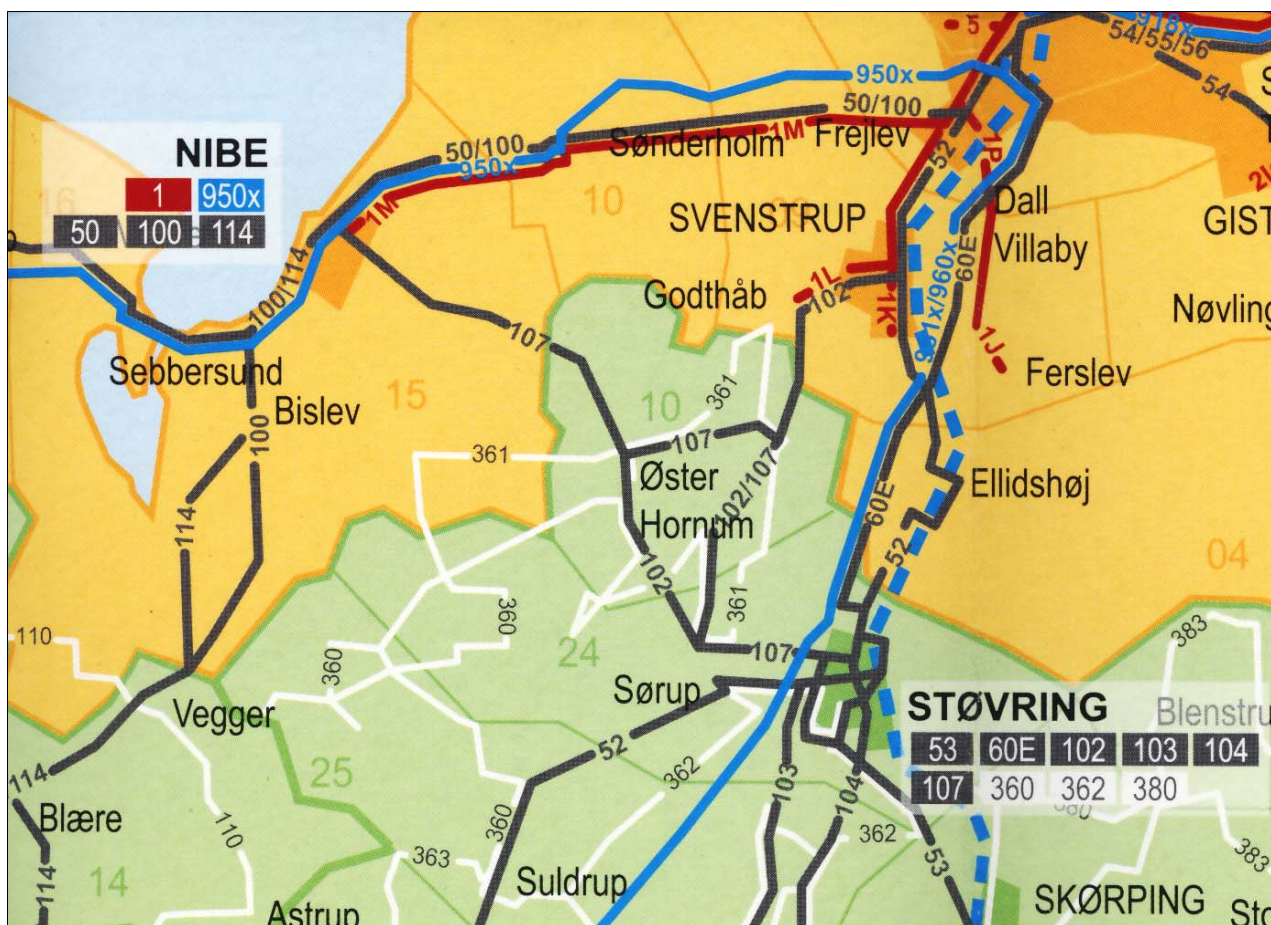 5
918x
54/55/56
54
950x
50/100
NIBE
1 950x
50 100 114
50/100
950x
Sønderholm
1M
Frejlev
52
1P
16
10
1M
SVENSTRUP
Dall
Villaby
GIST
100/114
60E
961x/960x
Godthåb
1L
102
1K
Nøvling
107
1J
Sebbersund
Ferslev
Bislev
15
10
361
100
107
361
Øster
Hornum
102/107
Ellidshøj
60E
114
52
102
04
360
361
110
24
383
360
107
Sørup
Vegger
STØVRING
Blenstru
53 60E 102 103 104
107 360 362 380
52
362
25
103
104
114
380
Blære
110
360
362
383
363
53
14
114
Suldrup
SKØRPING
Astrup
Sto